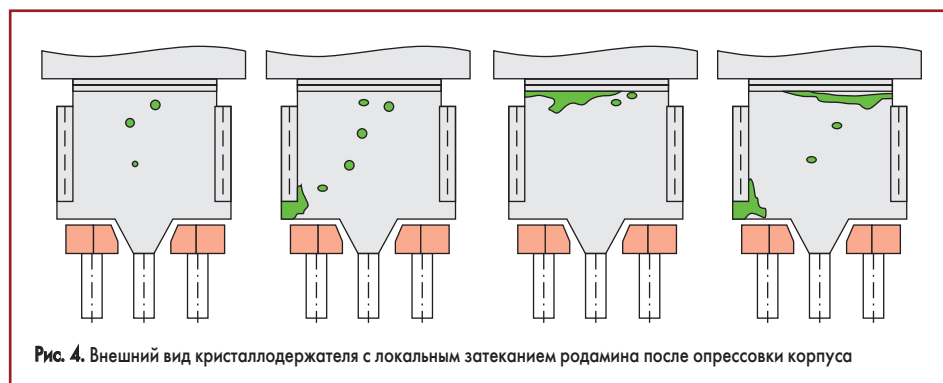 Рис. 4. Внешний вид кристаллодержателя с локальным затеканием родамина после опрессовки корпуса